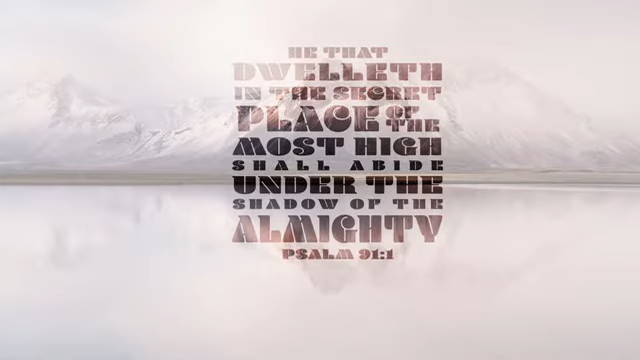 HE THAT
DWELLETH
IN THE SECRET
PLACE OF THE
MOST HIGH
SHALL ABIDE
UNDER THE
SHADOW OF THE
ALMIGHTY
PSALM 91:1